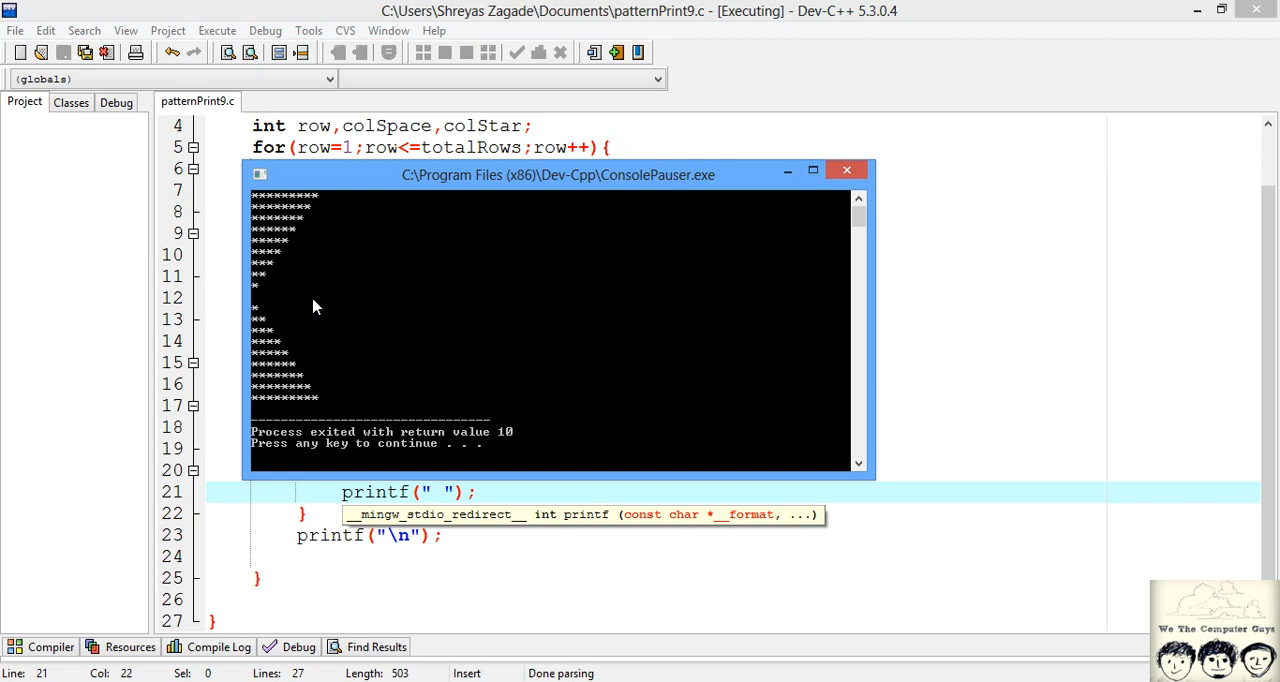 C:\Users\Shreyas Zagade\Documents\patternPrint9.c - [Executing] - Dev-C++ 5.3.0.4
File Edit Search View Project Execute Debug Tools CVS Window Help
(globals)
Project Classes Debug patternPrint9.c
4 int row,colSpace,colStar;
5 for(row=1;row<=totalRows;row++){
6 C:\Program Files (x86)\Dev-Cpp\ConsolePauser.exe
7 *********
********
8 *******
******
9 *****
10 ****
***
11 **
*
12
*
13 **
***
14 ****
*****
15 ******
*******
16 ********
*********
17
18 Process exited with return value 10
19 Press any key to continue . . .
20
21 printf(" ");
22 } __mingw_stdio_redirect__ int printf (const char *__format, ...)
23 printf("\n");
24
25 }
26
27 }
We The Computer Guys
Compiler Resources Compile Log Debug Find Results
Line: 21 Col: 22 Sel: 0 Lines: 27 Length: 503 Insert Done parsing